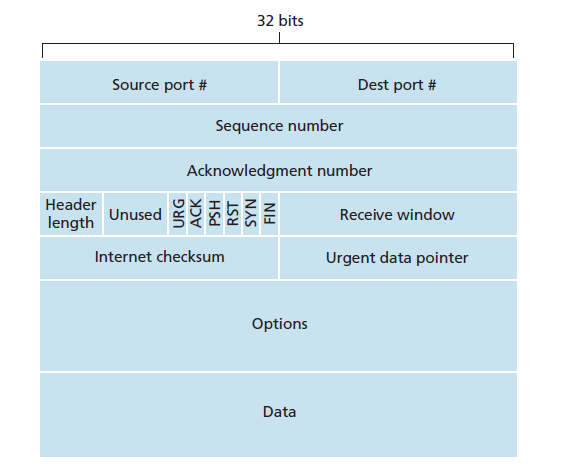 32 bits
Source port #
Dest port #
Sequence number
Acknowledgment number
Header
length
Unused
URG
ACK
PSH
RST
SYN
FIN
Receive window
Internet checksum
Urgent data pointer
Options
Data